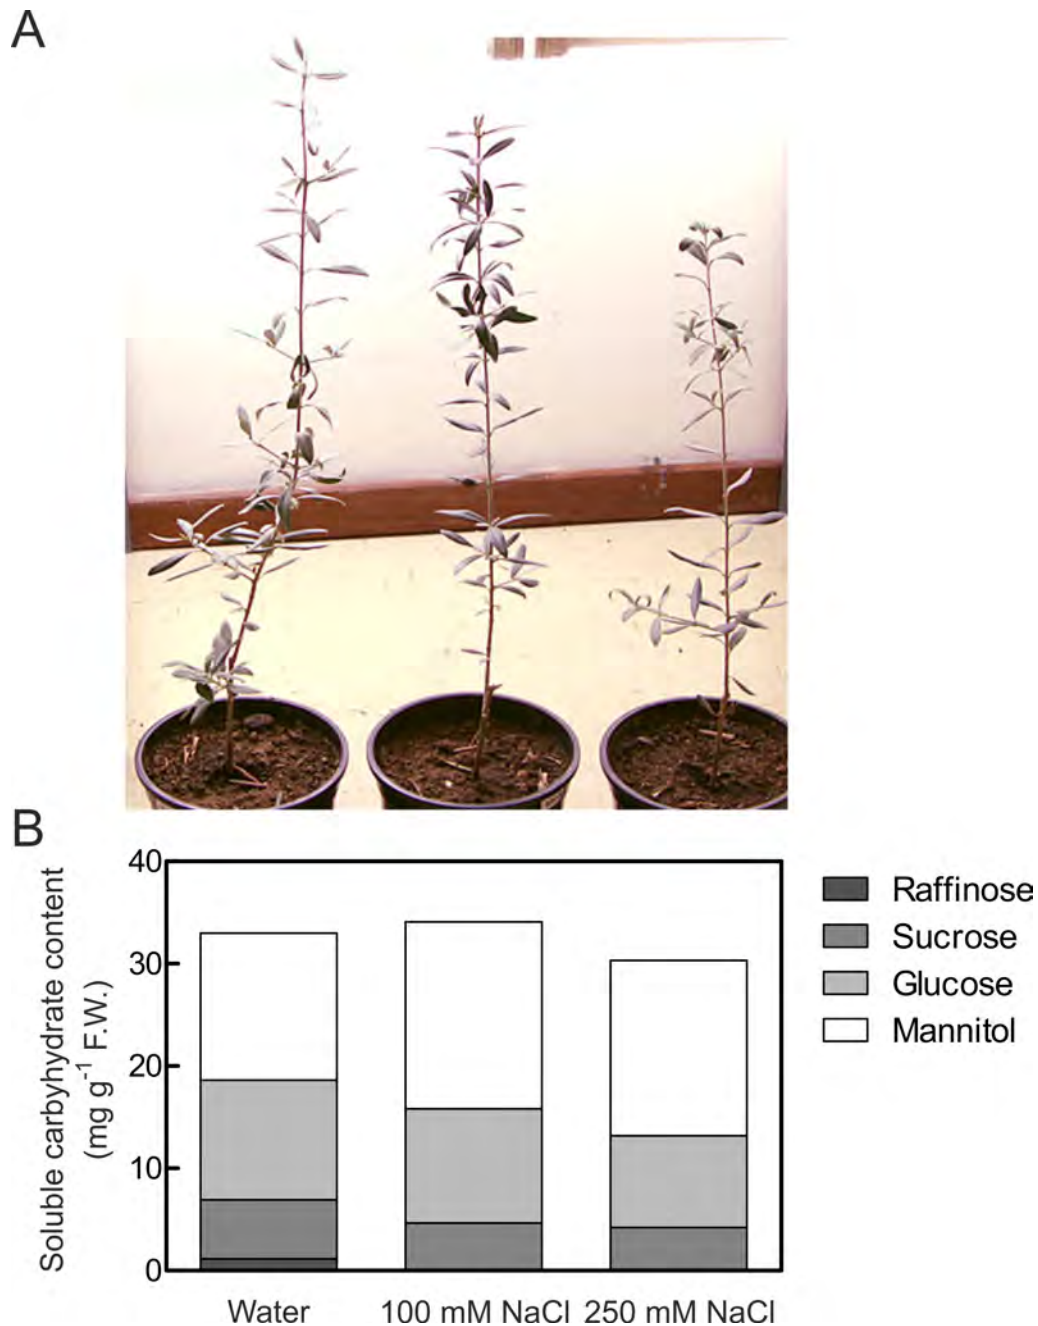 A
B
Soluble carbyhydrate content
(mg g⁻¹ F.W.)
40
30
20
10
0
Water
100 mM NaCl
250 mM NaCl
Raffinose
Sucrose
Glucose
Mannitol